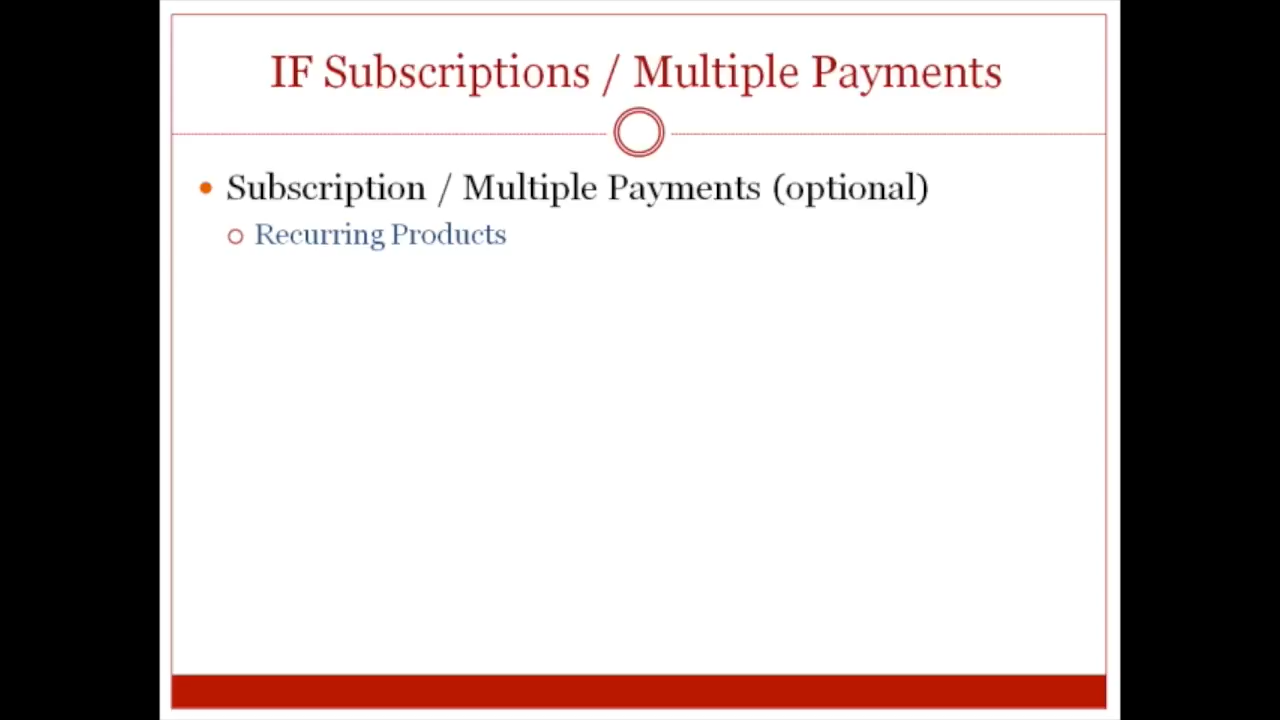 IF Subscriptions / Multiple Payments
Subscription / Multiple Payments (optional)
Recurring Products